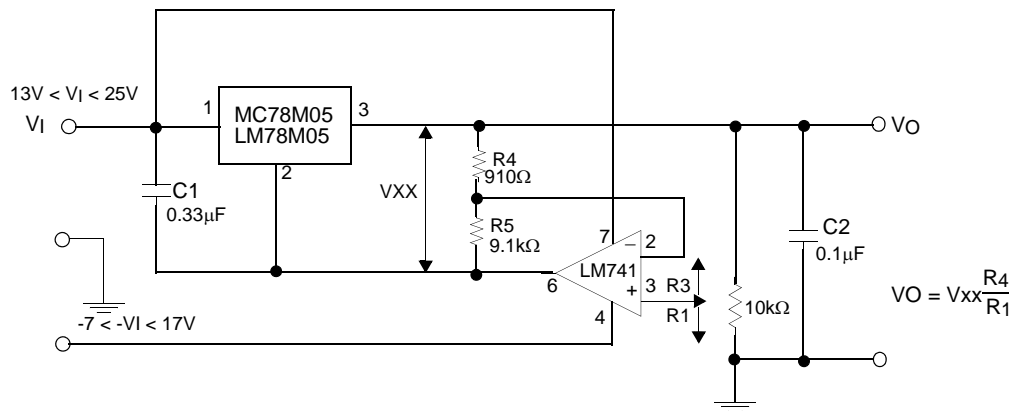 13V < VI < 25V
VI
1
MC78M05
LM78M05
3
2
C1
0.33μF
VXX
R4
910Ω
R5
9.1kΩ
7
–
2
LM741
6
+
3
4
R3
R1
10kΩ
C2
0.1μF
VO
VO = Vxx R4
R1
-7 < -VI < 17V